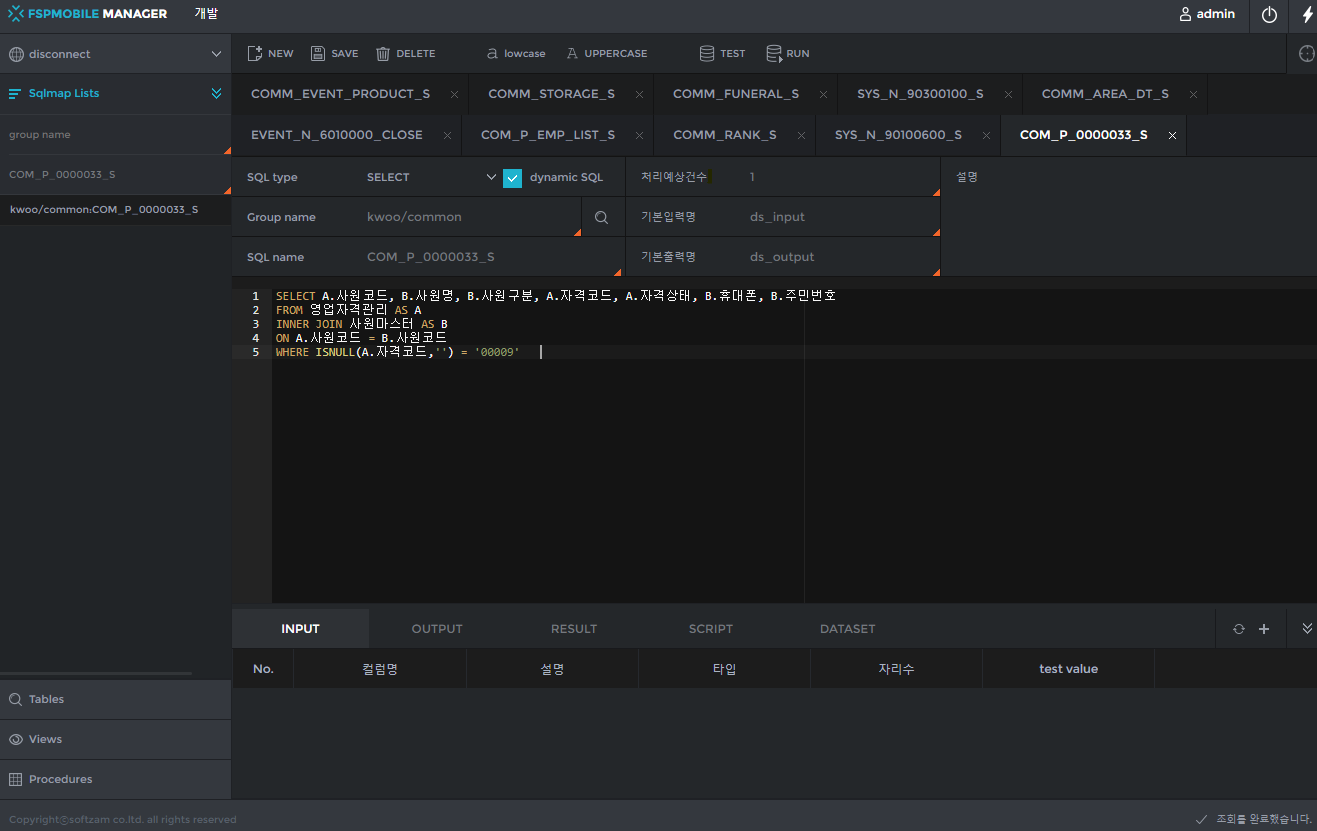 FSPMOBILE MANAGER 개발 admin
disconnect NEW SAVE DELETE a lowcase A UPPERCASE TEST RUN
Sqlmap Lists COMM_EVENT_PRODUCT_S × COMM_STORAGE_S × COMM_FUNERAL_S × SYS_N_90300100_S × COMM_AREA_DT_S ×
group name EVENT_N_6010000_CLOSE × COM_P_EMP_LIST_S × COMM_RANK_S × SYS_N_90100600_S × COM_P_0000033_S ×
COM_P_0000033_S SQL type SELECT dynamic SQL 처리예상건수 1 설명
kwoo/common:COM_P_0000033_S Group name kwoo/common 기본입력명 ds_input
SQL name COM_P_0000033_S 기본출력명 ds_output
1 SELECT A.사원코드, B.사원명, B.사원구분, A.자격코드, A.자격상태, B.휴대폰, B.주민번호
2 FROM 영업자격관리 AS A
3 INNER JOIN 사원마스터 AS B
4 ON A.사원코드 = B.사원코드
5 WHERE ISNULL(A.자격코드,'') = '00009'
INPUT OUTPUT RESULT SCRIPT DATASET
No. 컬럼명 설명 타입 자리수 test value
Tables
Views
Procedures
Copyright©softzam co.ltd. all rights reserved 조회를 완료했습니다.